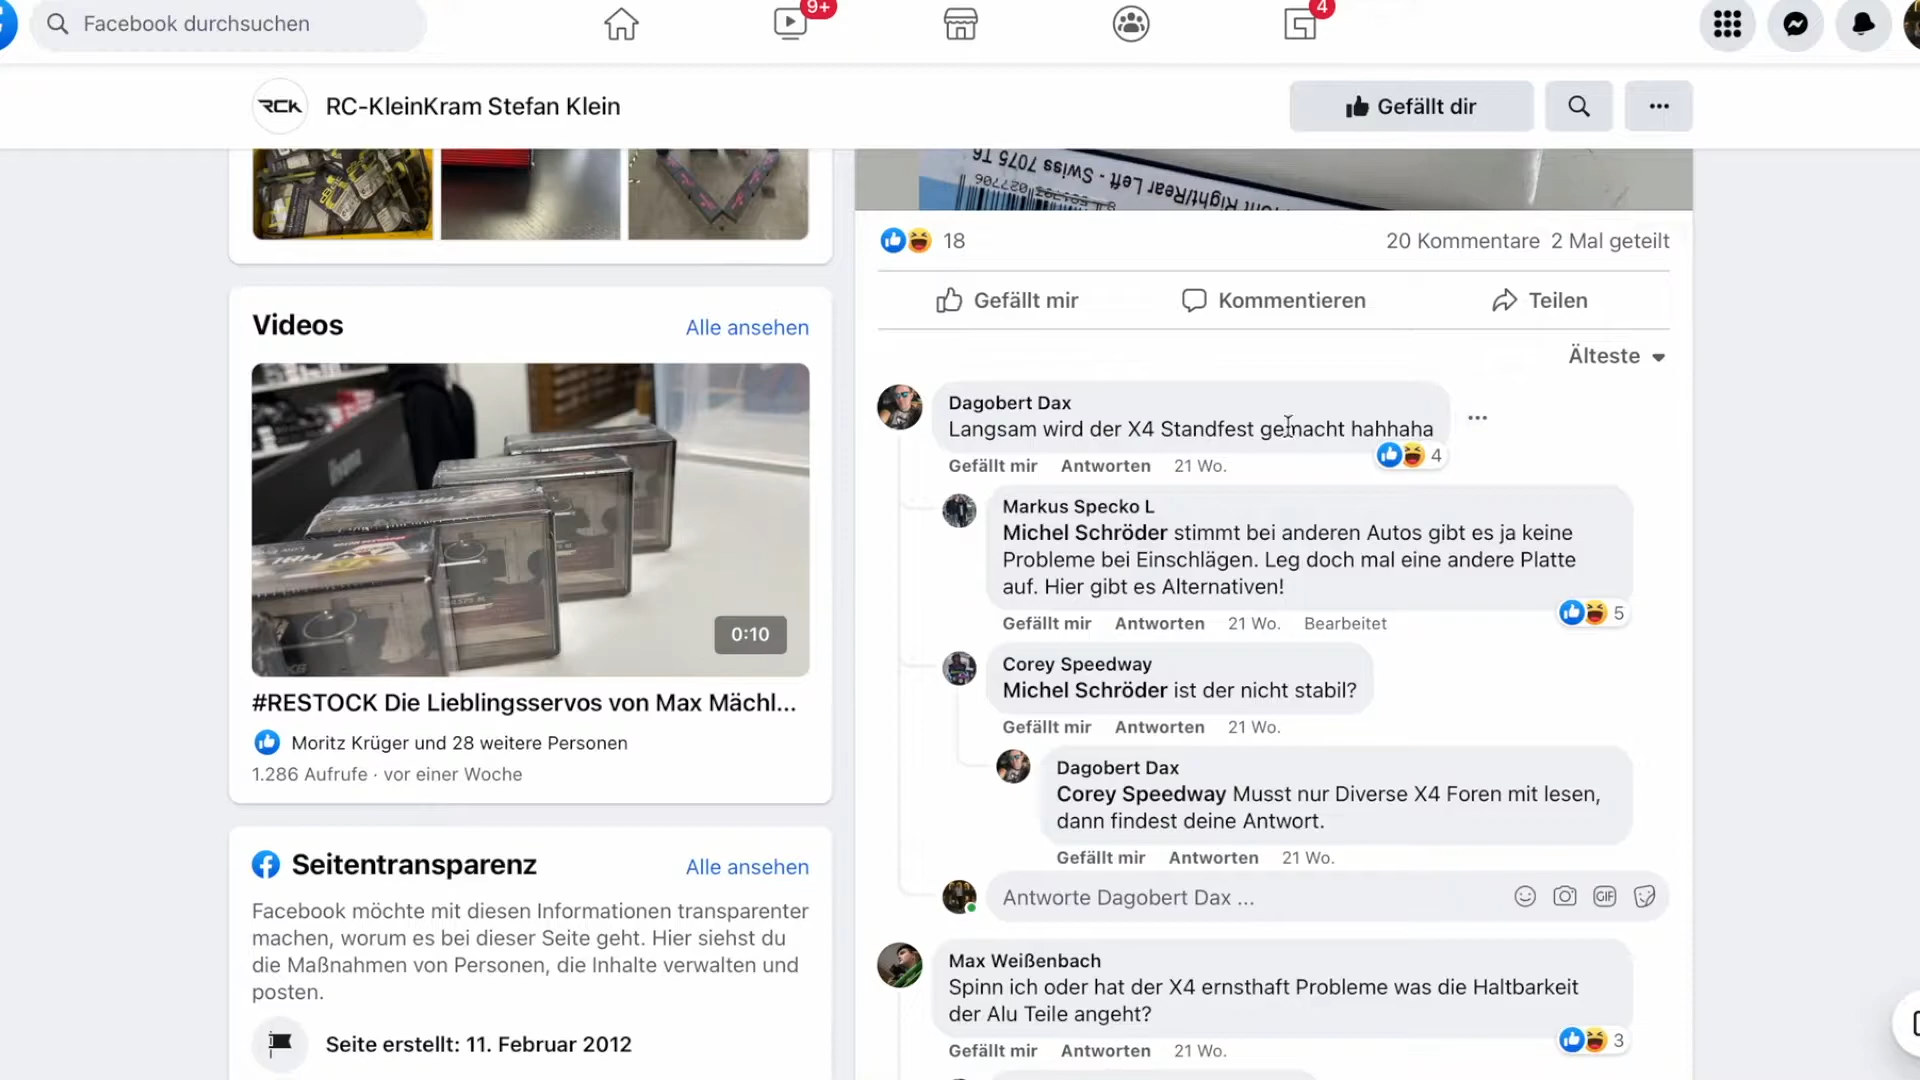 Facebook durchsuchen
9+
4
RCK
RC-KleinKram Stefan Klein
Gefällt dir
Videos
Alle ansehen
0:10
#RESTOCK Die Lieblingsservos von Max Mächl...
Moritz Krüger und 28 weitere Personen
1.286 Aufrufe · vor einer Woche
Seitentransparenz
Alle ansehen
Facebook möchte mit diesen Informationen transparenter
machen, worum es bei dieser Seite geht. Hier siehst du
die Maßnahmen von Personen, die Inhalte verwalten und
posten.
Seite erstellt: 11. Februar 2012
Right/Rear Left - Swiss 7075 T6
18
20 Kommentare 2 Mal geteilt
Gefällt mir
Kommentieren
Teilen
Älteste
Dagobert Dax
Langsam wird der X4 Standfest gemacht hahhaha
4
Gefällt mir Antworten 21 Wo.
Markus Specko L
Michel Schröder stimmt bei anderen Autos gibt es ja keine
Probleme bei Einschlägen. Leg doch mal eine andere Platte
auf. Hier gibt es Alternativen!
5
Gefällt mir Antworten 21 Wo. Bearbeitet
Corey Speedway
Michel Schröder ist der nicht stabil?
Gefällt mir Antworten 21 Wo.
Dagobert Dax
Corey Speedway Musst nur Diverse X4 Foren mit lesen,
dann findest deine Antwort.
Gefällt mir Antworten 21 Wo.
Antworte Dagobert Dax ...
GIF
Max Weißenbach
Spinn ich oder hat der X4 ernsthaft Probleme was die Haltbarkeit
der Alu Teile angeht?
3
Gefällt mir Antworten 21 Wo.